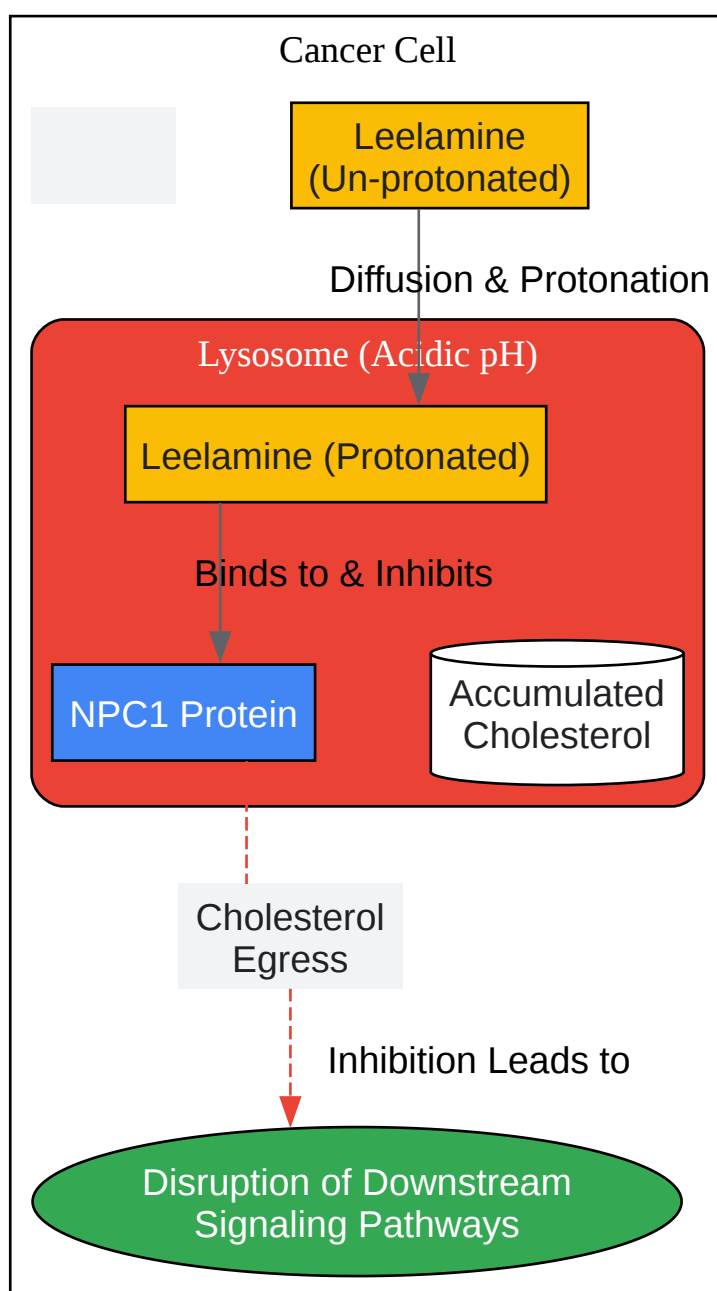 Cancer Cell
Leelamine
(Un-protonated)
Diffusion & Protonation
Lysosome (Acidic pH)
Leelamine (Protonated)
Binds to & Inhibits
NPC1 Protein
Accumulated
Cholesterol
Cholesterol
Egress
Inhibition Leads to
Disruption of Downstream
Signaling Pathways